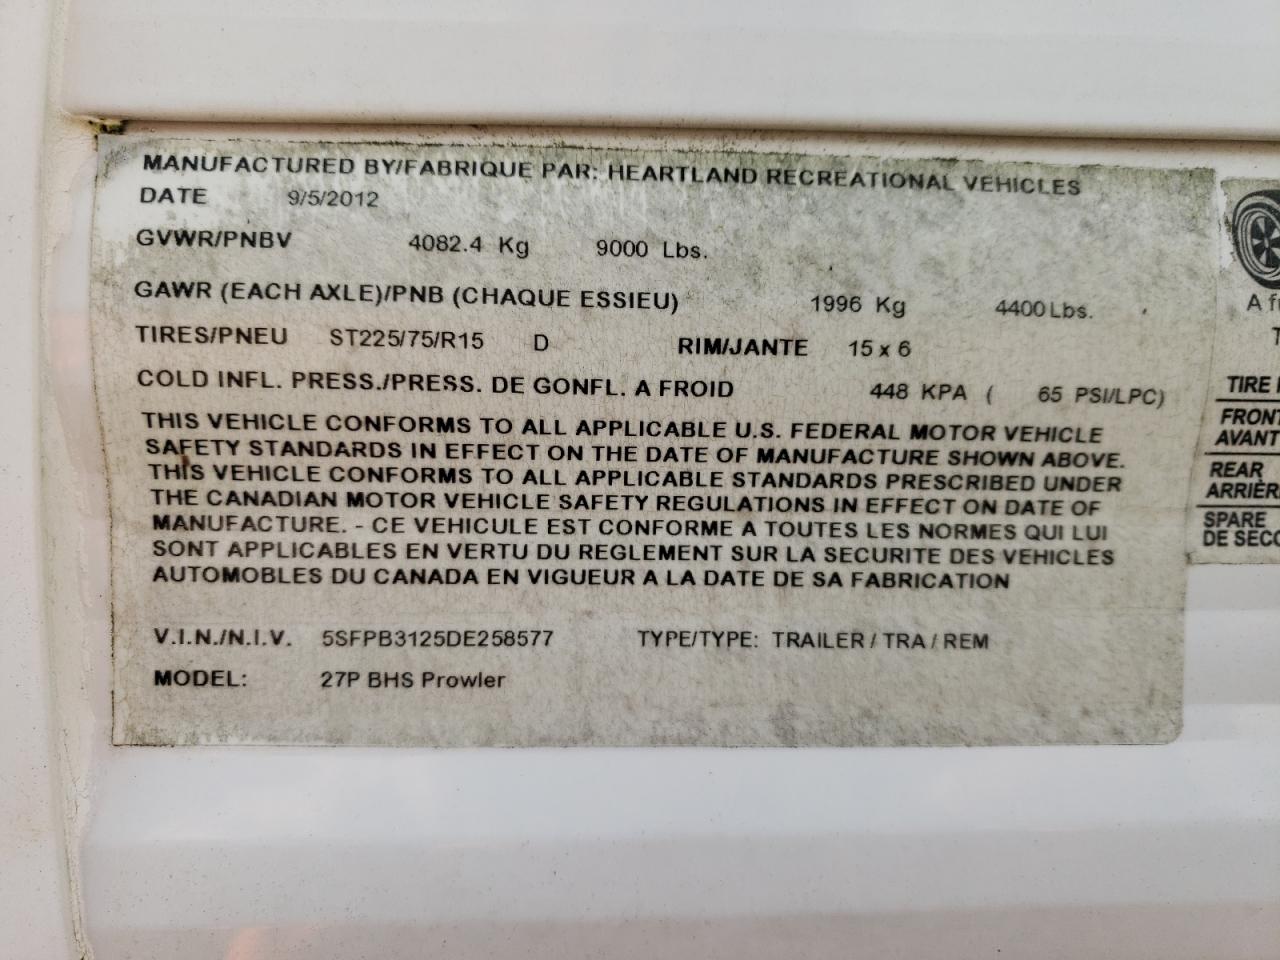 MANUFACTURED BY/FABRIQUE PAR: HEARTLAND RECREATIONAL VEHICLES
DATE 9/5/2012
GVWR/PNBV 4082.4 Kg 9000 Lbs.
GAWR (EACH AXLE)/PNB (CHAQUE ESSIEU) 1996 Kg 4400 Lbs.
TIRES/PNEU ST225/75/R15 D RIM/JANTE 15 x 6
COLD INFL. PRESS./PRESS. DE GONFL. A FROID 448 KPA ( 65 PSI/LPC)
THIS VEHICLE CONFORMS TO ALL APPLICABLE U.S. FEDERAL MOTOR VEHICLE
SAFETY STANDARDS IN EFFECT ON THE DATE OF MANUFACTURE SHOWN ABOVE.
THIS VEHICLE CONFORMS TO ALL APPLICABLE STANDARDS PRESCRIBED UNDER
THE CANADIAN MOTOR VEHICLE SAFETY REGULATIONS IN EFFECT ON DATE OF
MANUFACTURE. - CE VEHICULE EST CONFORME A TOUTES LES NORMES QUI LUI
SONT APPLICABLES EN VERTU DU REGLEMENT SUR LA SECURITE DES VEHICLES
AUTOMOBLES DU CANADA EN VIGUEUR A LA DATE DE SA FABRICATION
V.I.N./N.I.V. 5SFPB3125DE258577 TYPE/TYPE: TRAILER / TRA / REM
MODEL: 27P BHS Prowler
A
TIRE
FRONT
AVANT
REAR
ARRIÈRE
SPARE
DE